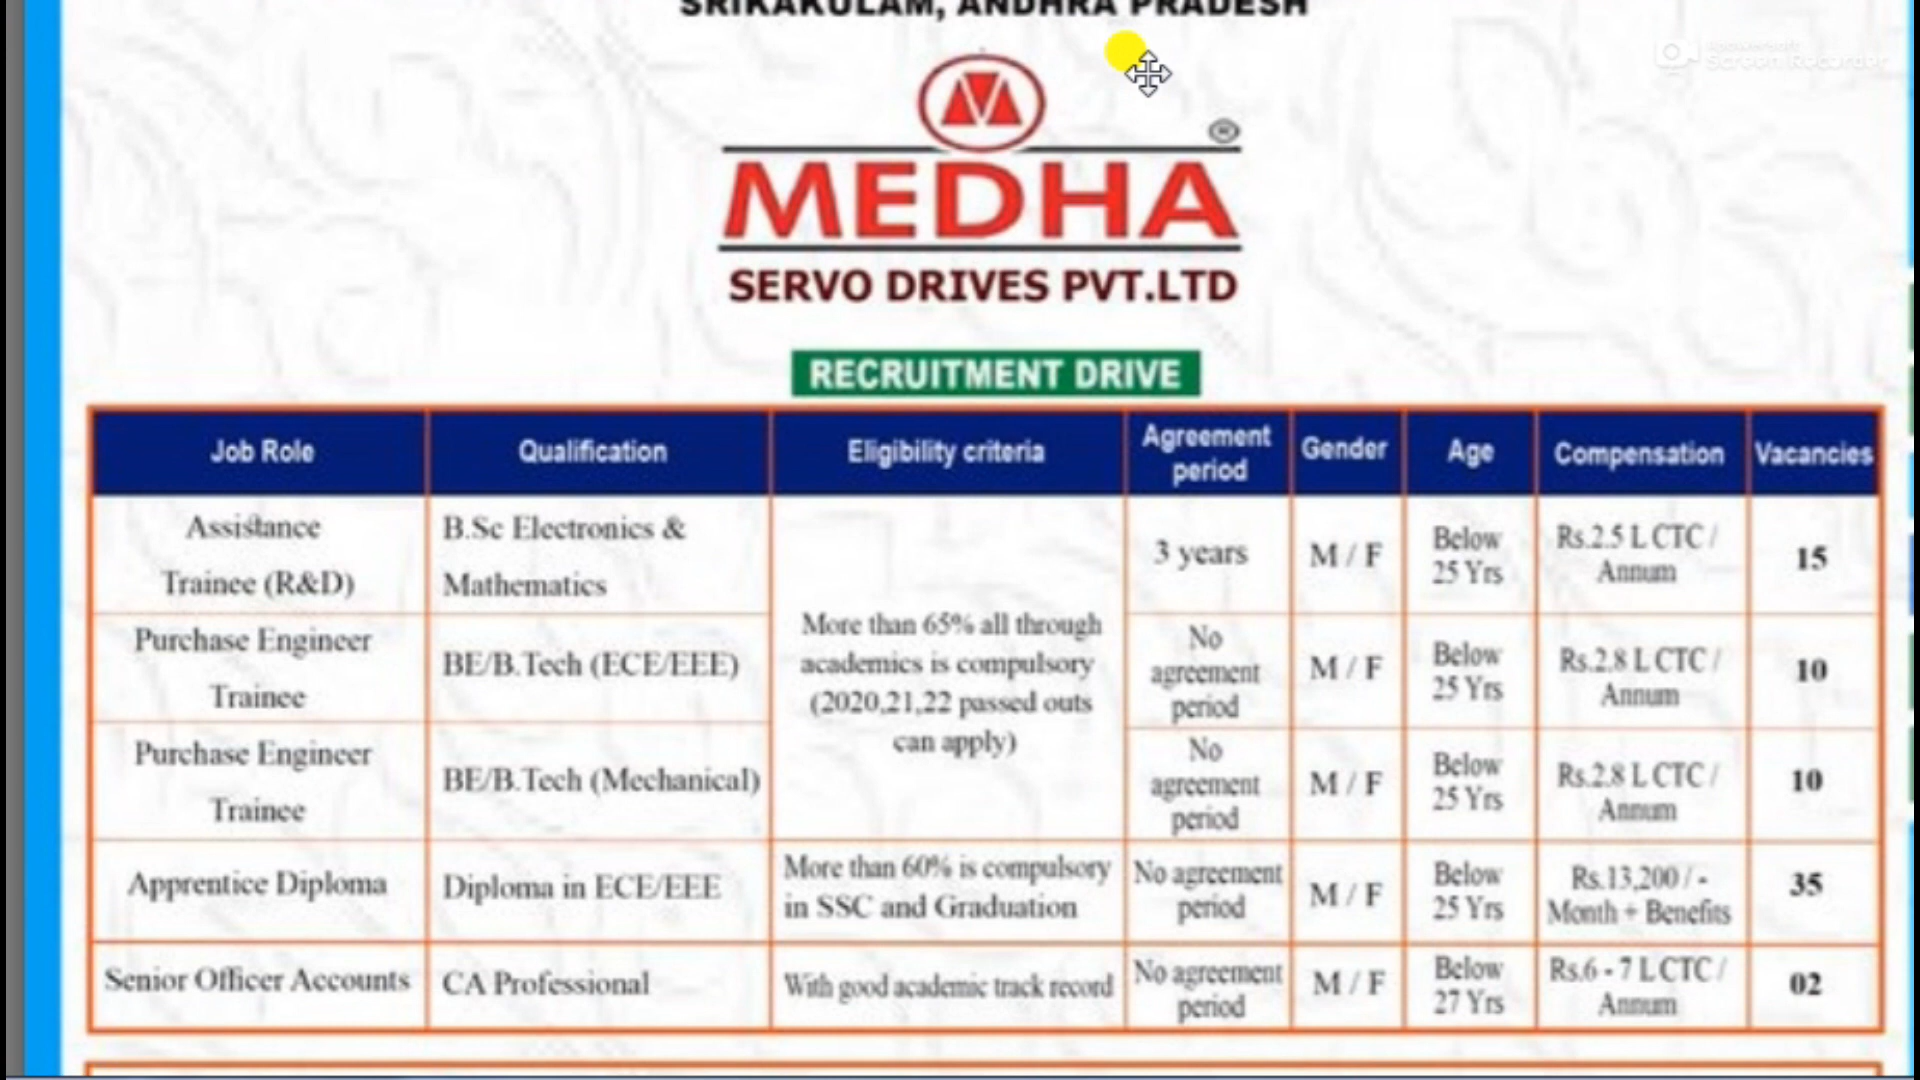 SRIKAKULAM, ANDHRA PRADESH
Apowersoft
Screen Recorder
®
MEDHA
SERVO DRIVES PVT.LTD
RECRUITMENT DRIVE
Job Role
Qualification
Eligibility criteria
Agreement
period
Gender
Age
Compensation
Vacancies
Assistance
Trainee (R&D)
B.Sc Electronics &
Mathematics
More than 65% all through
academics is compulsory
(2020,21,22 passed outs
can apply)
3 years
M / F
Below
25 Yrs
Rs.2.5 L CTC /
Annum
15
Purchase Engineer
Trainee
BE/B.Tech (ECE/EEE)
No
agreement
period
M / F
Below
25 Yrs
Rs.2.8 L CTC /
Annum
10
Purchase Engineer
Trainee
BE/B.Tech (Mechanical)
No
agreement
period
M / F
Below
25 Yrs
Rs.2.8 L CTC /
Annum
10
Apprentice Diploma
Diploma in ECE/EEE
More than 60% is compulsory
in SSC and Graduation
No agreement
period
M / F
Below
25 Yrs
Rs.13,200 / -
Month + Benefits
35
Senior Officer Accounts
CA Professional
With good academic track record
No agreement
period
M / F
Below
27 Yrs
Rs.6 - 7 L CTC /
Annum
02